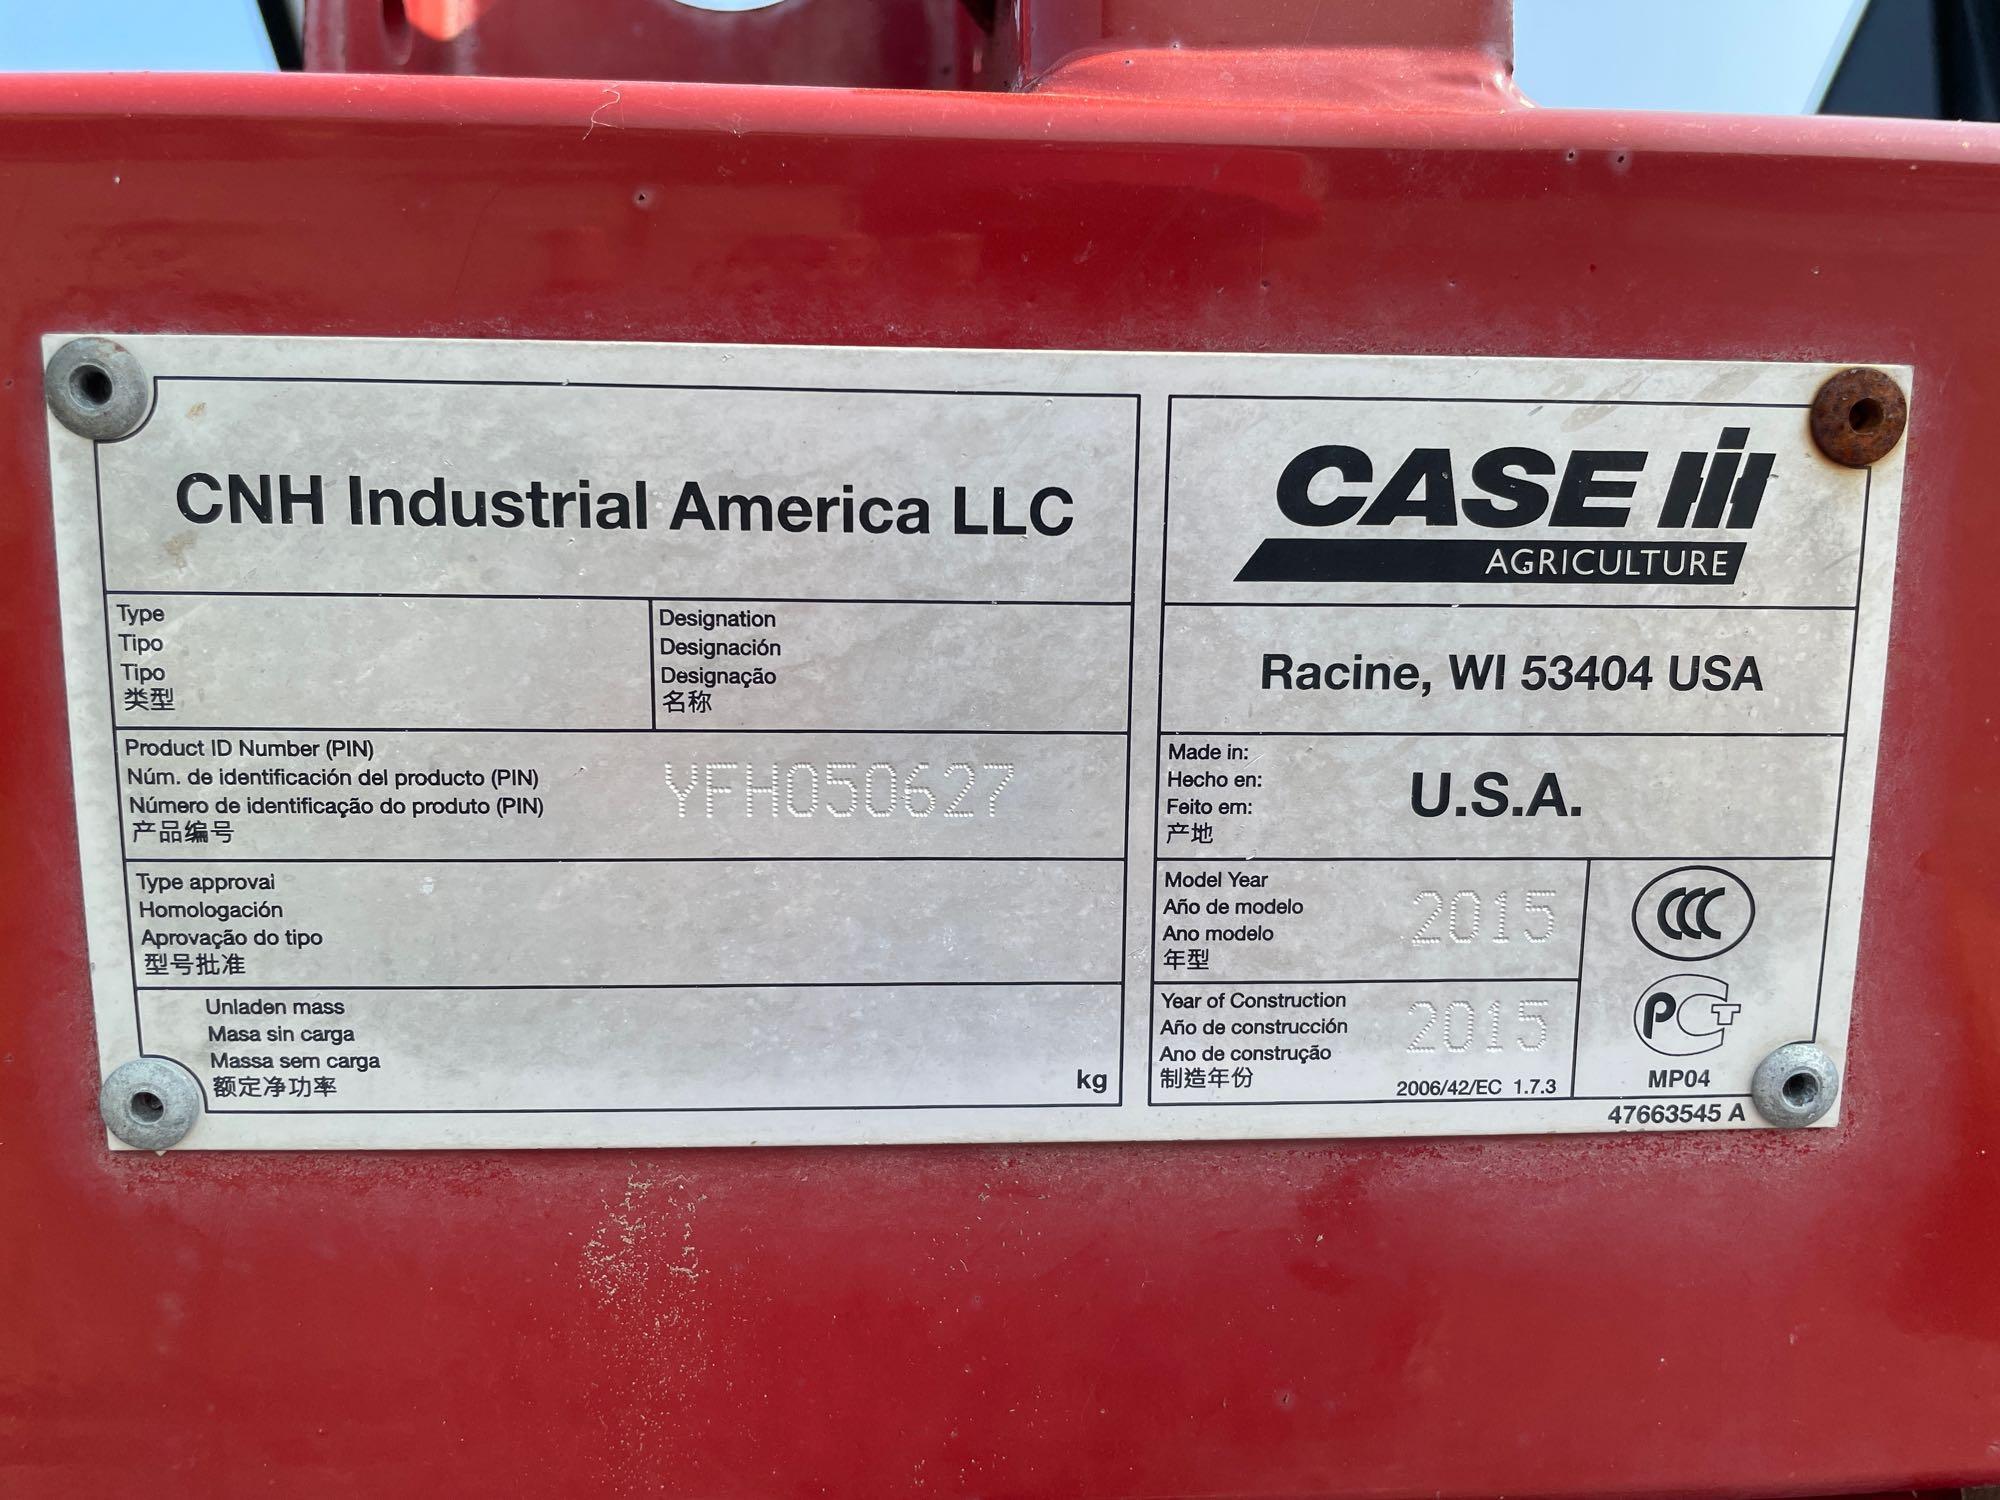 CNH Industrial America LLC
Type
Tipo
Tipo
类型
Designation
Designación
Designação
名称
Product ID Number (PIN)
Núm. de identificación del producto (PIN)
Número de identificação do produto (PIN)
产品编号
YFH050627
Type approval
Homologación
Aprovação do tipo
型号批准
Unladen mass
Masa sin carga
Massa sem carga
额定净功率
kg
CASE IH
AGRICULTURE
Racine, WI 53404 USA
Made in:
Hecho en:
Feito em:
产地
U.S.A.
Model Year
Año de modelo
Ano modelo
年型
2015
Year of Construction
Año de construcción
Ano de construção
制造年份
2015
2006/42/EC 1.7.3
CCC
PCT
MP04
47663545 A